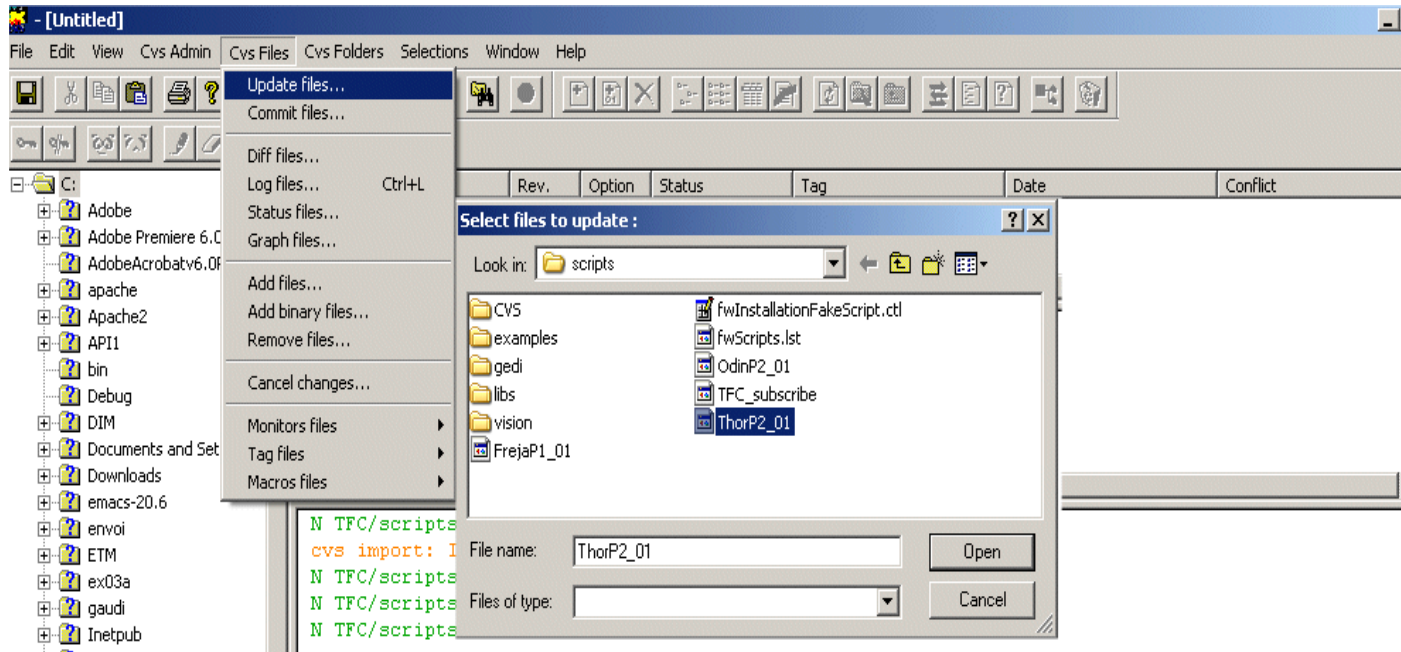 - [Untitled]
File Edit View Cvs Admin Cvs Files Cvs Folders Selections Window Help
Update files...
Commit files...
Diff files...
Log files... Ctrl+L
Status files...
Graph files...
Add files...
Add binary files...
Remove files...
Cancel changes...
Monitors files
Tag files
Macros files
Rev. Option Status Tag Date Conflict
C:
Adobe
Adobe Premiere 6.0
AdobeAcrobatv6.0P
apache
Apache2
API1
bin
Debug
DIM
Documents and Set
Downloads
emacs-20.6
envoi
ETM
ex03a
gaudi
Inetpub
Select files to update :
Look in: scripts
CVS
examples
gedi
libs
vision
FrejaP1_01
fwInstallationFakeScript.ctl
fwScripts.lst
OdinP2_01
TFC_subscribe
ThorP2_01
File name: ThorP2_01 Open
Files of type: Cancel
N TFC/scripts
cvs import: I
N TFC/scripts
N TFC/scripts
N TFC/scripts